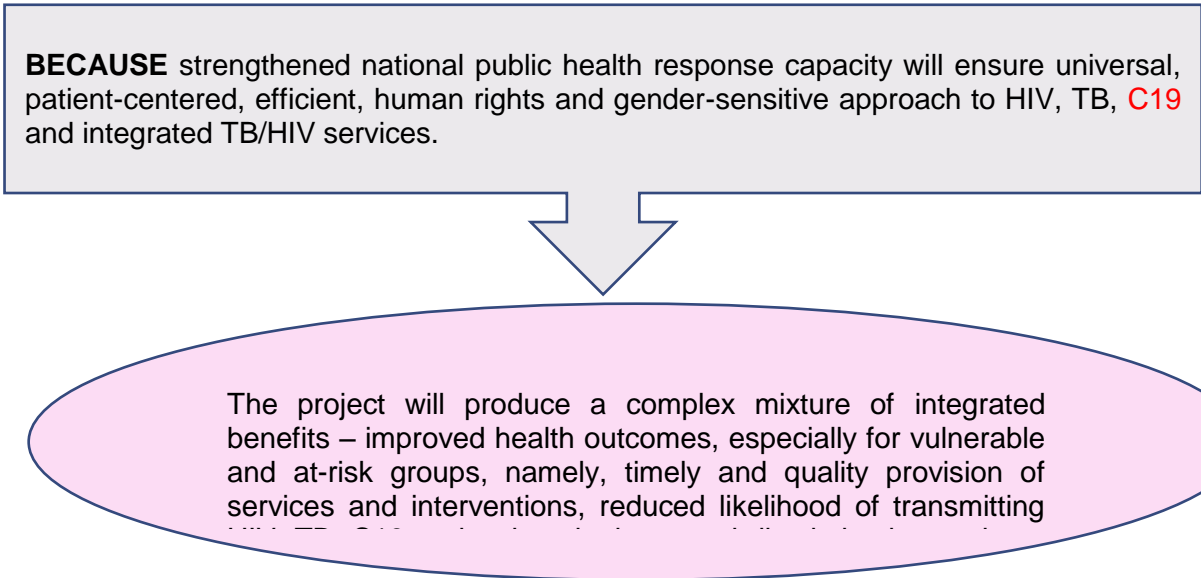 BECAUSE strengthened national public health response capacity will ensure universal,
patient-centered, efficient, human rights and gender-sensitive approach to HIV, TB, C19
and integrated TB/HIV services.
The project will produce a complex mixture of integrated
benefits – improved health outcomes, especially for vulnerable
and at-risk groups, namely, timely and quality provision of
services and interventions, reduced likelihood of transmitting